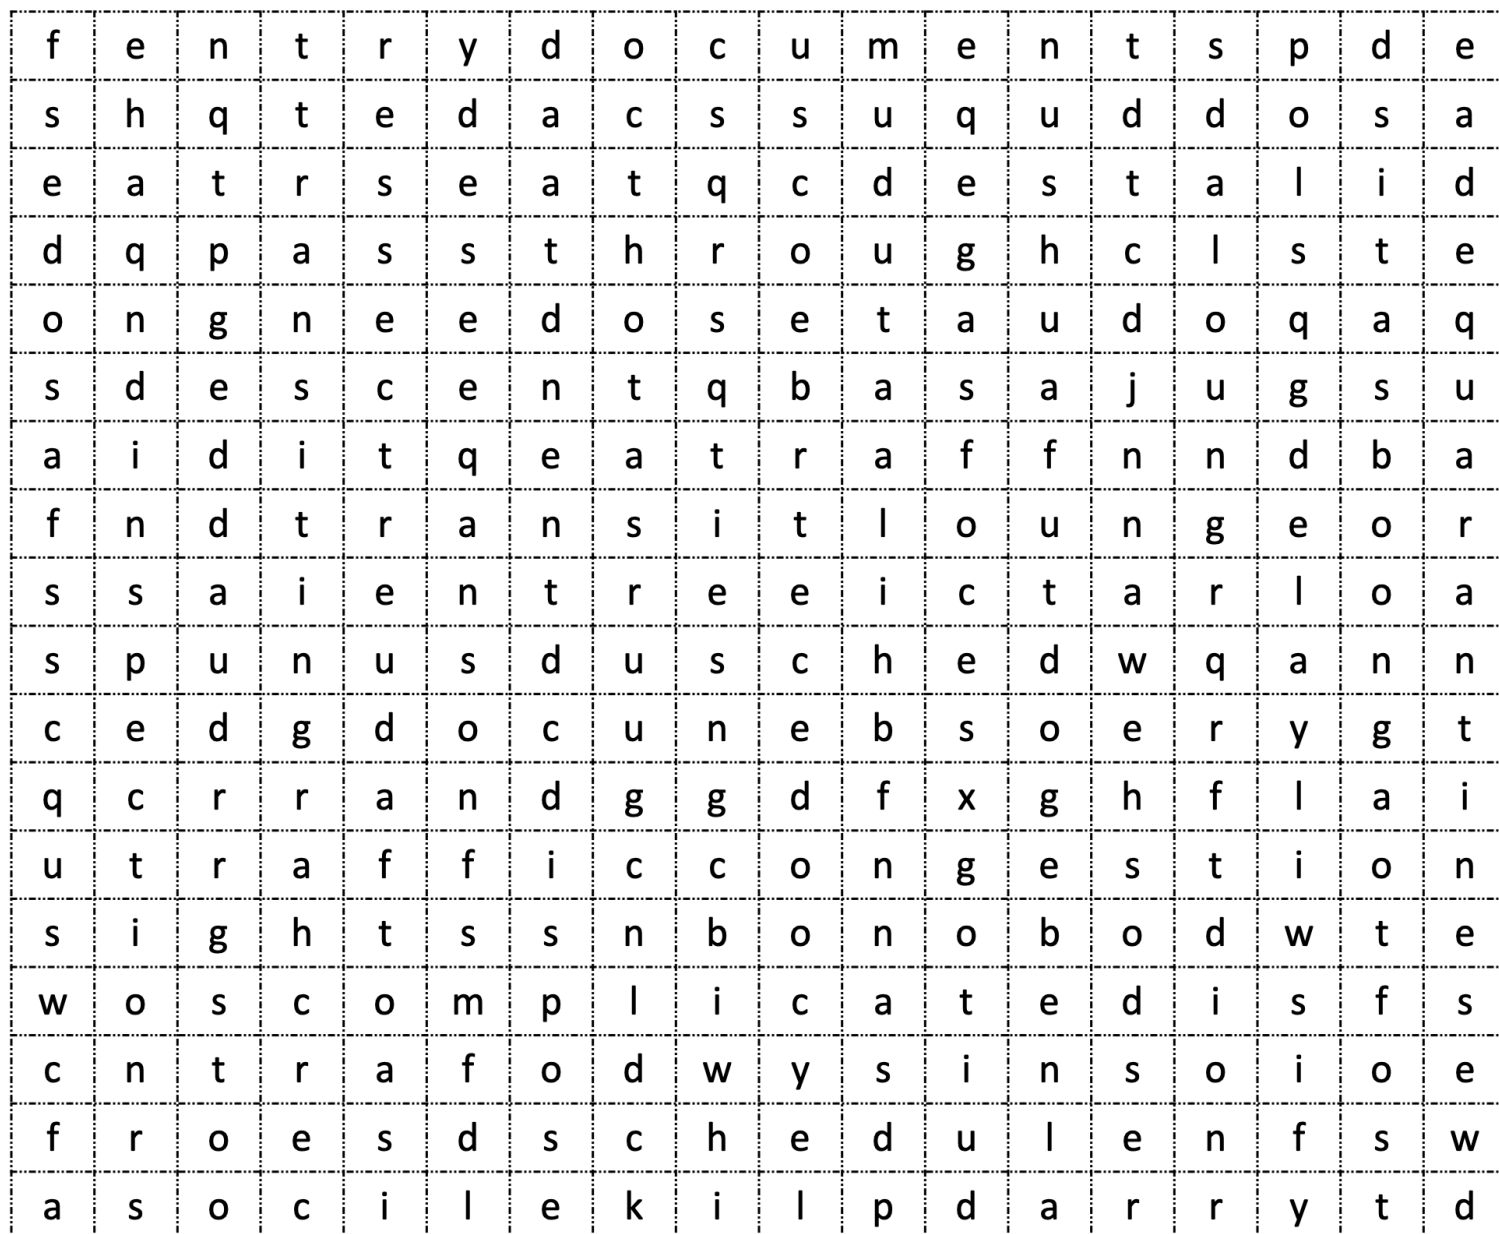 f e n t r y d o c u m e n t s p d e
s h q t e d a c s s u q u d d o s a
e a t r s e a t q c d e s t a l i d
d q p a s s t h r o u g h c l s t e
o n g n e e d o s e t a u d o q a q
s d e s c e n t q b a s a j u g s u
a i d i t q e a t r a f f n n d b a
f n d t r a n s i t l o u n g e o r
s s a i e n t r e e i c t a r l o a
s p u n u s d u s c h e d w q a n n
c e d g d o c u n e b s o e r y g t
q c r r a n d g g d f x g h f l a i
u t r a f f i c c o n g e s t i o n
s i g h t s s n b o n o b o d w t e
w o s c o m p l i c a t e d i s f s
c n t r a f o d w y s i n s o i o e
f r o e s d s c h e d u l e n f s w
a s o c i l e k i l p d a r r y t d